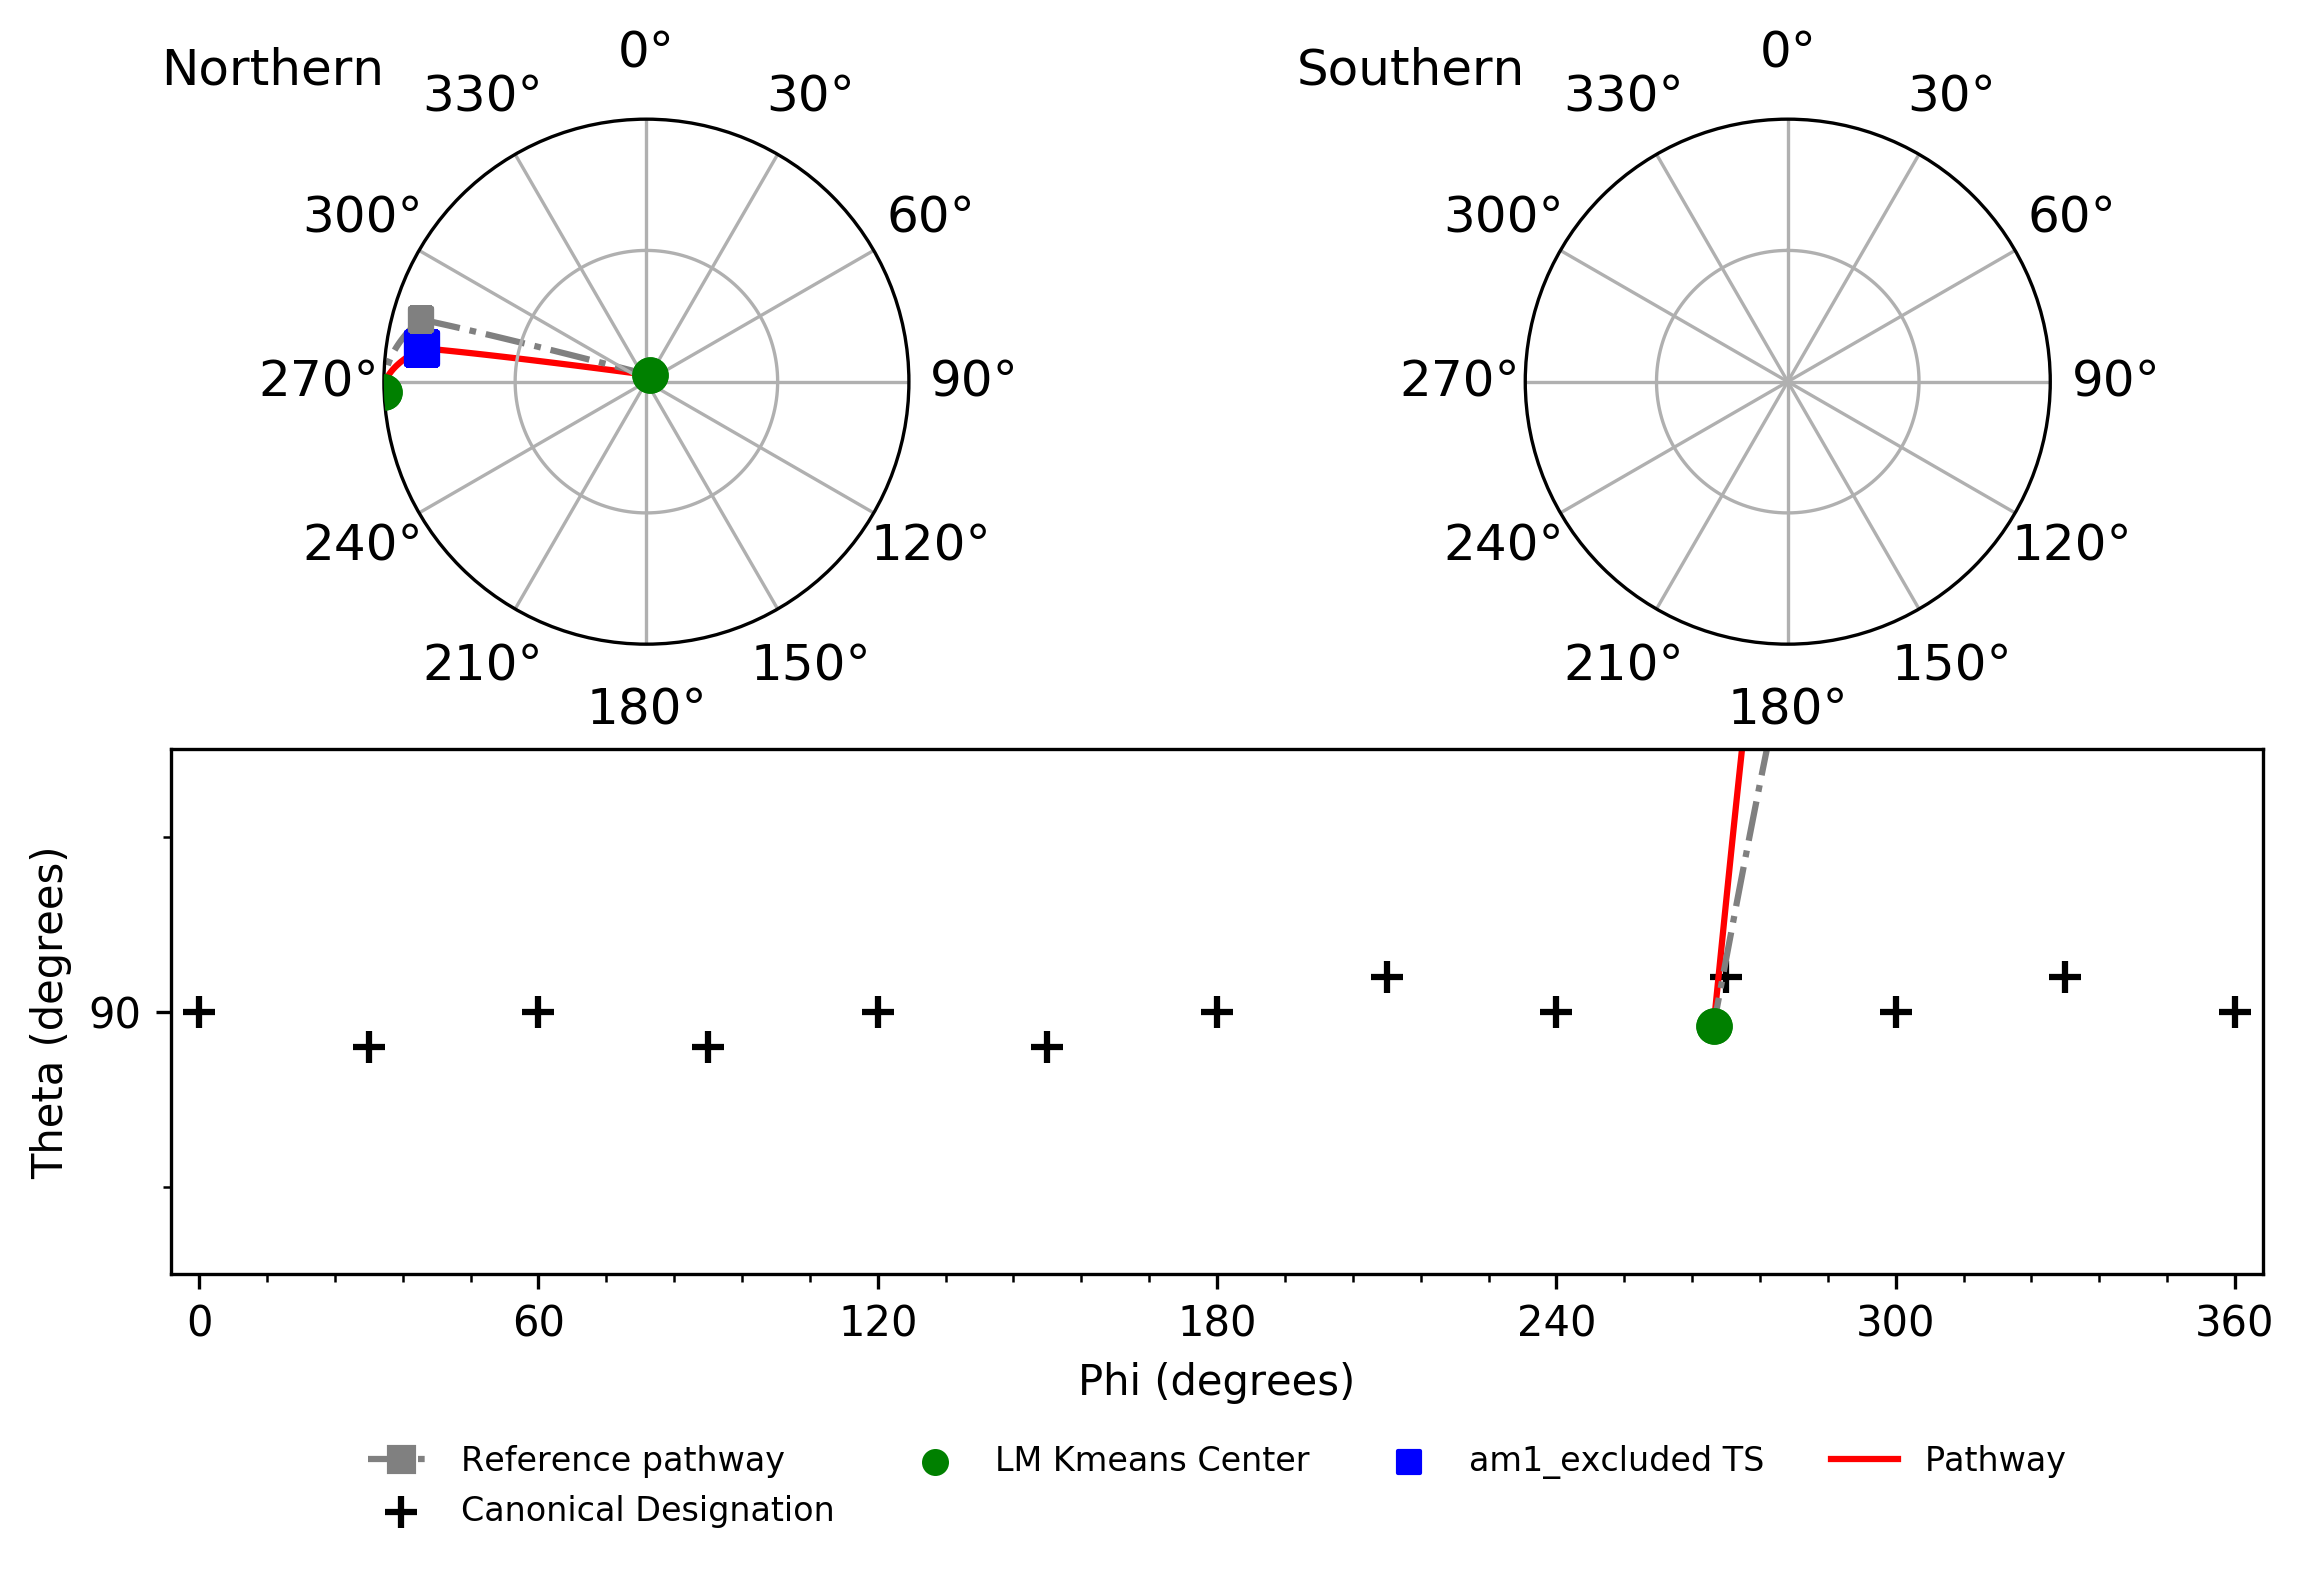 Northern
0°
330°
30°
300°
60°
270°
90°
240°
120°
210°
150°
180°
Southern
0°
330°
30°
300°
60°
270°
90°
240°
120°
210°
150°
180°
Theta (degrees)
90
0 60 120 180 240 300 360
Phi (degrees)
Reference pathway
Canonical Designation
LM Kmeans Center
am1_excluded TS
Pathway